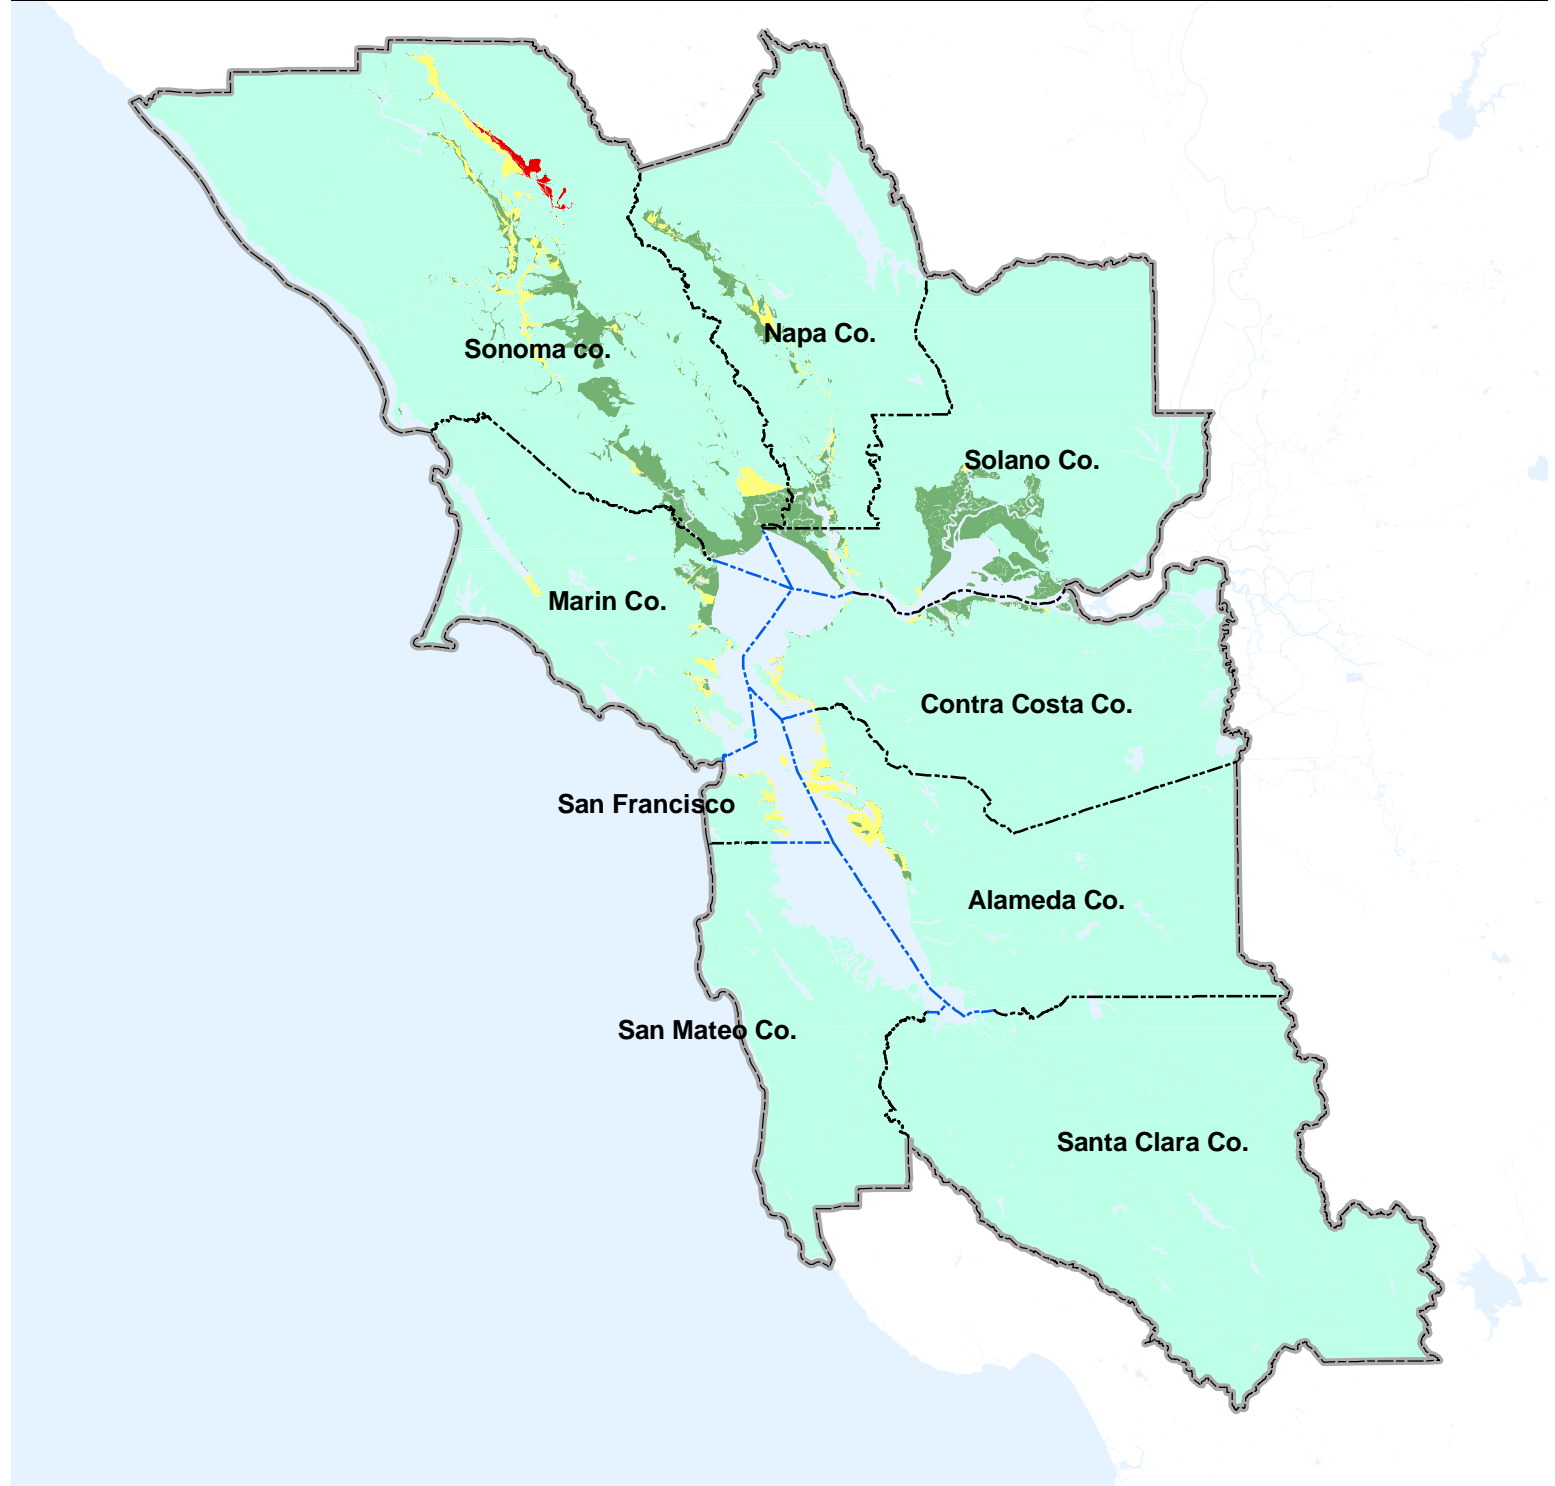 Napa Co.
Sonoma co.
Solano Co.
Marin Co.
Contra Costa Co.
San Francisco
Alameda Co.
San Mateo Co.
Santa Clara Co.